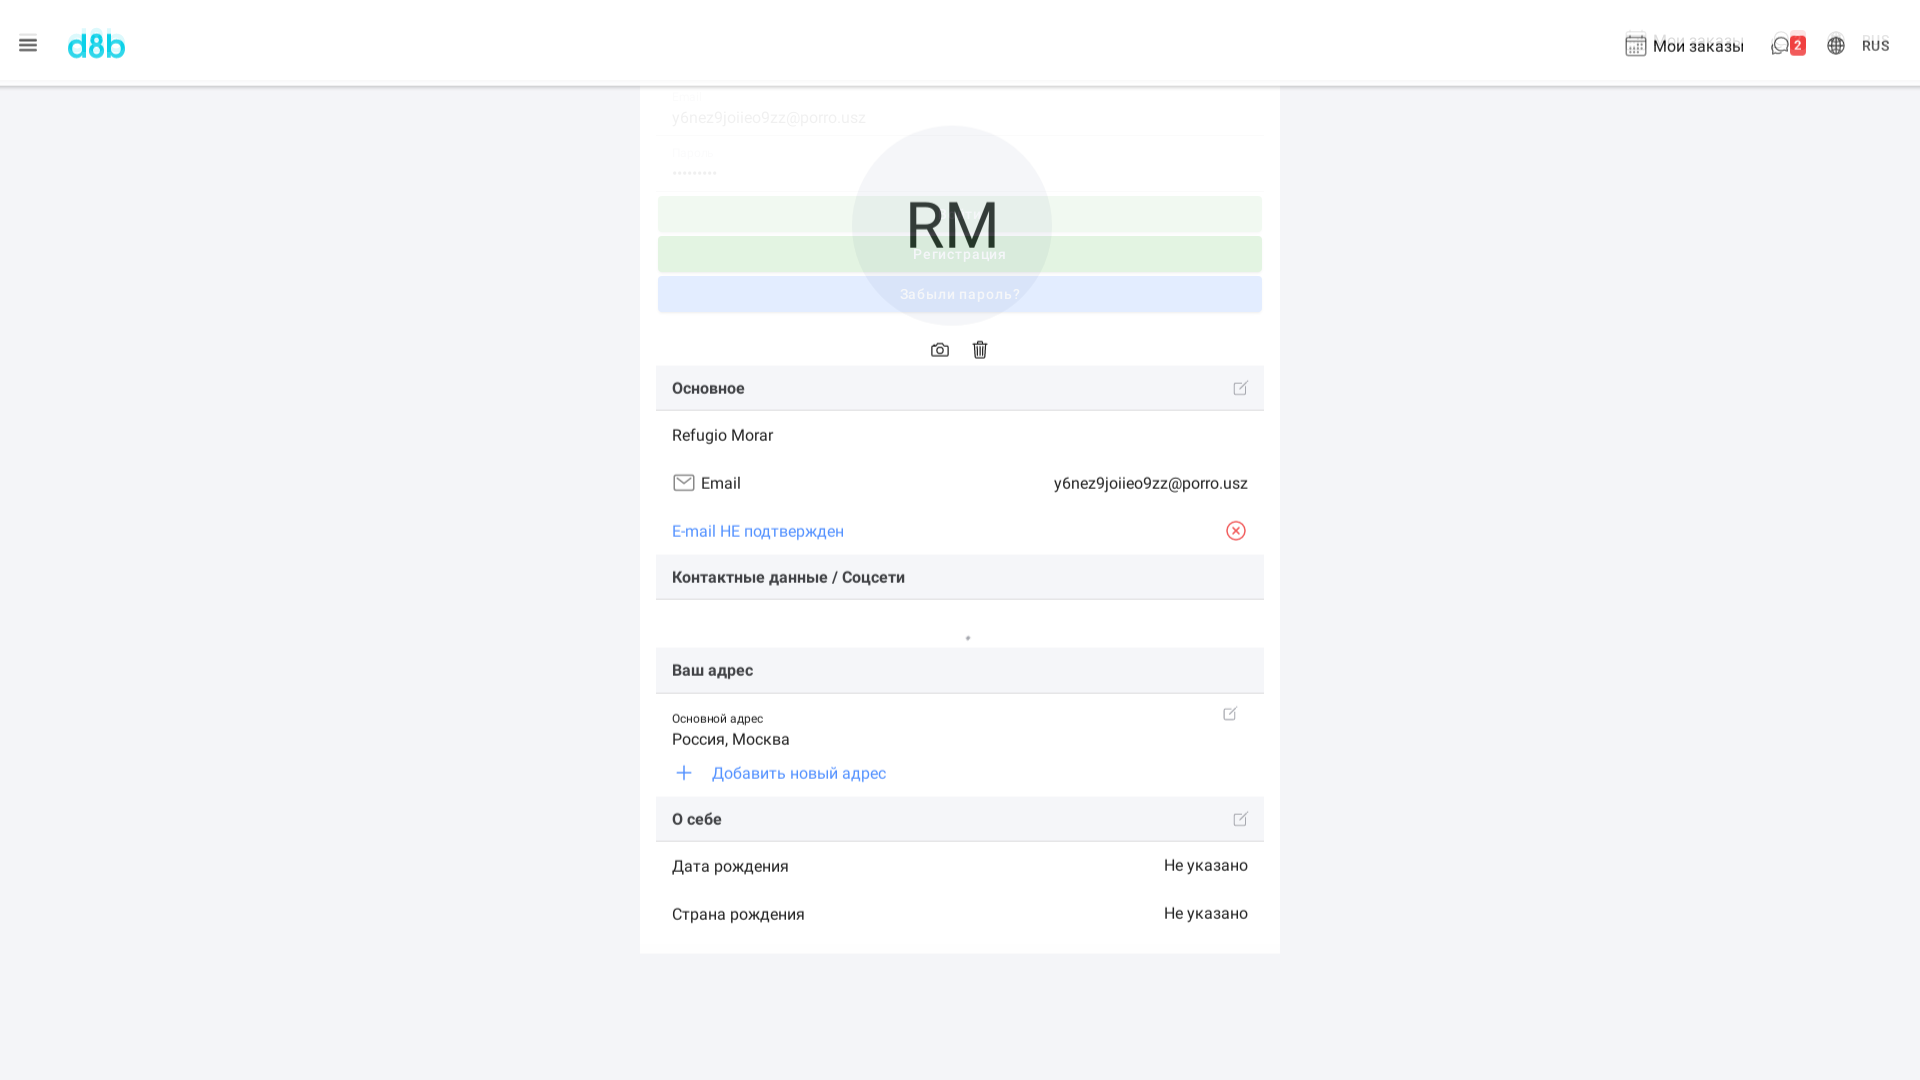 d8b
Мои заказы
2
RUS
y6nez9joiieo9zz@porro.usz
•••••••••
RM
Регистрация
Забыли пароль?
Основное
Refugio Morar
Email
y6nez9joiieo9zz@porro.usz
E-mail НЕ подтвержден
Контактные данные / Соцсети
Ваш адрес
Основной адрес
Россия, Москва
Добавить новый адрес
О себе
Дата рождения
Не указано
Страна рождения
Не указано